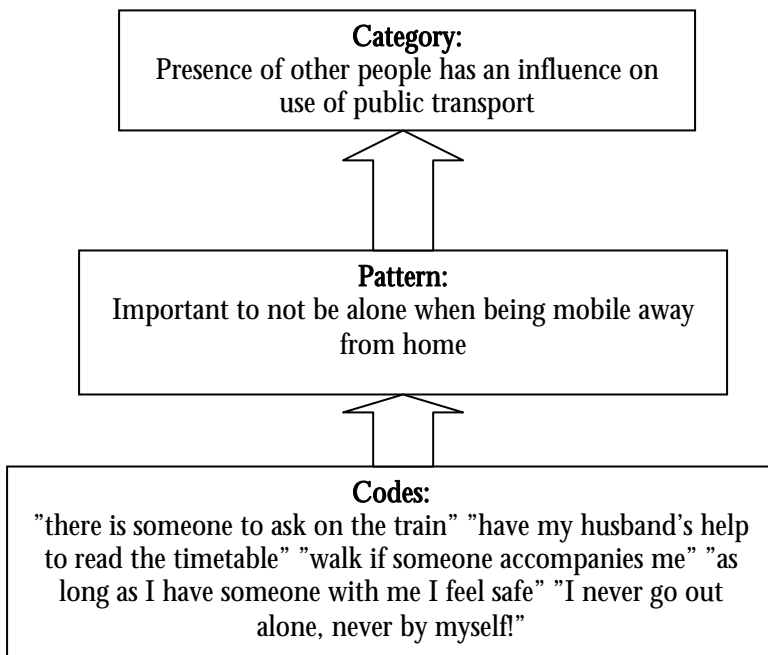 Category:
Presence of other people has an influence on
use of public transport
Pattern:
Important to not be alone when being mobile away
from home
Codes:
”there is someone to ask on the train” ”have my husband’s help
to read the timetable” ”walk if someone accompanies me” ”as
long as I have someone with me I feel safe” ”I never go out
alone, never by myself!”